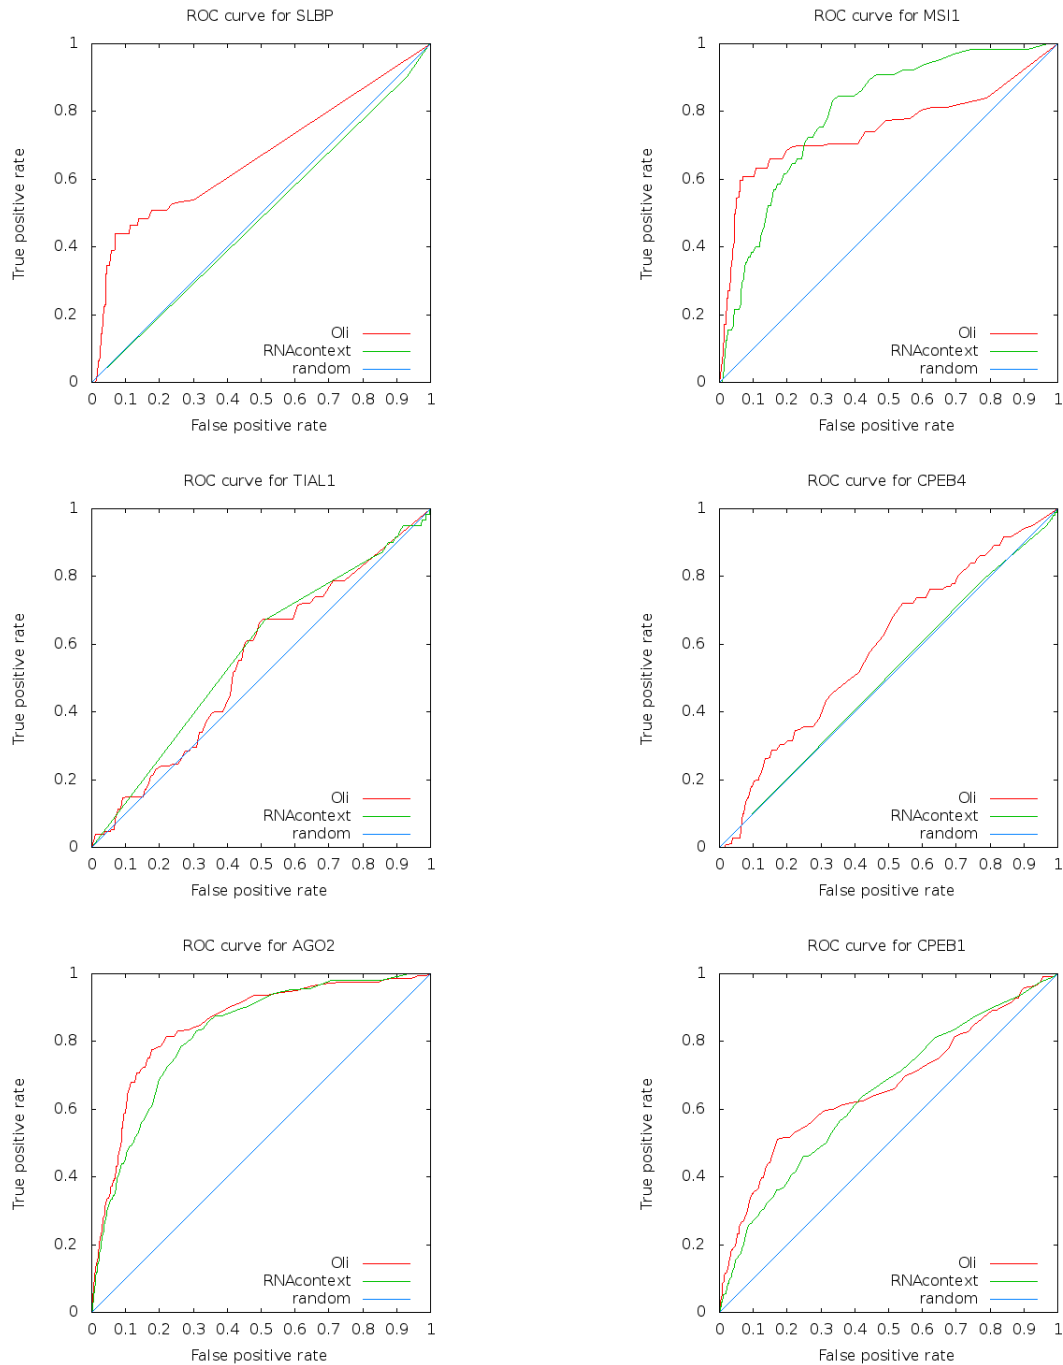 ROC curve for SLBP
1
0.8
0.6
0.4
0.2
0
True positive rate
Oli
RNAcontext
random
0 0.1 0.2 0.3 0.4 0.5 0.6 0.7 0.8 0.9 1
False positive rate
ROC curve for MSI1
1
0.8
0.6
0.4
0.2
0
True positive rate
Oli
RNAcontext
random
0 0.1 0.2 0.3 0.4 0.5 0.6 0.7 0.8 0.9 1
False positive rate
ROC curve for TIAL1
1
0.8
0.6
0.4
0.2
0
True positive rate
Oli
RNAcontext
random
0 0.1 0.2 0.3 0.4 0.5 0.6 0.7 0.8 0.9 1
False positive rate
ROC curve for CPEB4
1
0.8
0.6
0.4
0.2
0
True positive rate
Oli
RNAcontext
random
0 0.1 0.2 0.3 0.4 0.5 0.6 0.7 0.8 0.9 1
False positive rate
ROC curve for AGO2
1
0.8
0.6
0.4
0.2
0
True positive rate
Oli
RNAcontext
random
0 0.1 0.2 0.3 0.4 0.5 0.6 0.7 0.8 0.9 1
False positive rate
ROC curve for CPEB1
1
0.8
0.6
0.4
0.2
0
True positive rate
Oli
RNAcontext
random
0 0.1 0.2 0.3 0.4 0.5 0.6 0.7 0.8 0.9 1
False positive rate